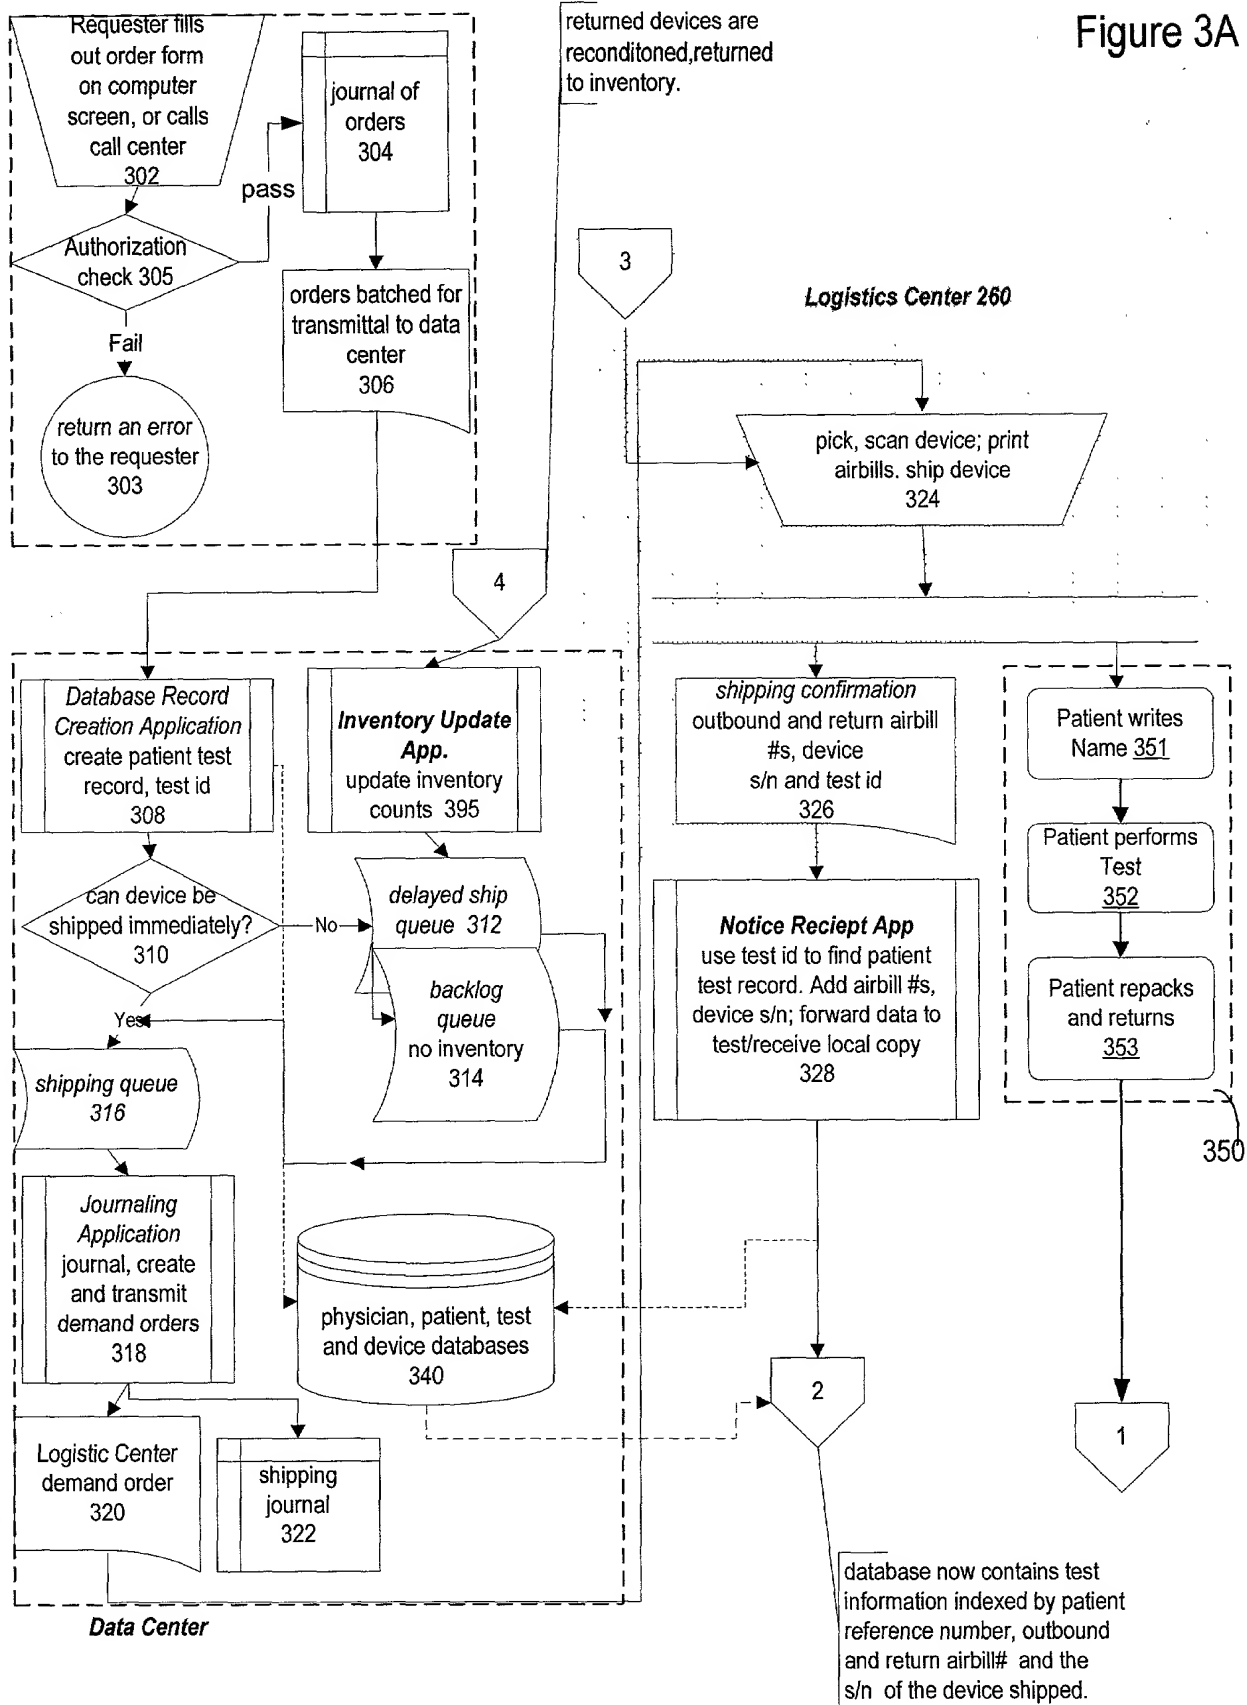 Figure 3A
Requester fills
out order form
on computer
screen, or calls
call center
302
pass
journal of
orders
304
Authorization
check 305
Fail
return an error
to the requester
303
orders batched for
transmittal to data
center
306
returned devices are
reconditoned,returned
to inventory.
3
Logistics Center 260
pick, scan device; print
airbills. ship device
324
4
Database Record
Creation Application
create patient test
record, test id
308
Inventory Update
App.
update inventory
counts 395
can device be
shipped immediately?
310
No
delayed ship
queue 312
backlog
queue
no inventory
314
Yes
shipping queue
316
Journaling
Application
journal, create
and transmit
demand orders
318
physician, patient, test
and device databases
340
Logistic Center
demand order
320
shipping
journal
322
Data Center
shipping confirmation
outbound and return airbill
#s, device
s/n and test id
326
Notice Reciept App
use test id to find patient
test record. Add airbill #s,
device s/n; forward data to
test/receive local copy
328
Patient writes
Name 351
Patient performs
Test
352
Patient repacks
and returns
353
350
2
1
database now contains test
information indexed by patient
reference number, outbound
and return airbill# and the
s/n of the device shipped.